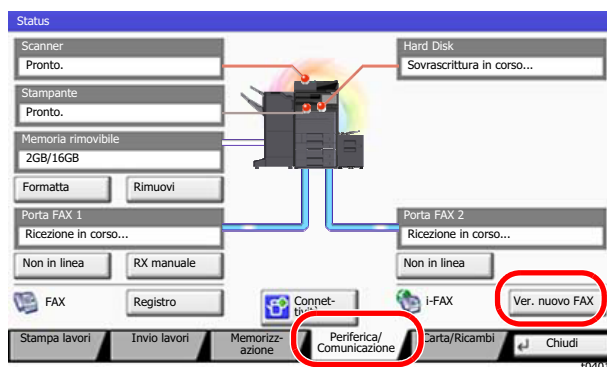 Status
Scanner
Pronto.
Hard Disk
Sovrascrittura in corso...
Stampante
Pronto.
Memoria rimovibile
2GB/16GB
Formatta
Rimuovi
Porta FAX 1
Ricezione in corso...
Porta FAX 2
Ricezione in corso...
Non in linea
RX manuale
Non in linea
FAX
Registro
Connet-
tività
i-FAX
Ver. nuovo FAX
Stampa lavori
Invio lavori
Memorizz-
azione
Periferica/
Comunicazione
Carta/Ricambi
Chiudi